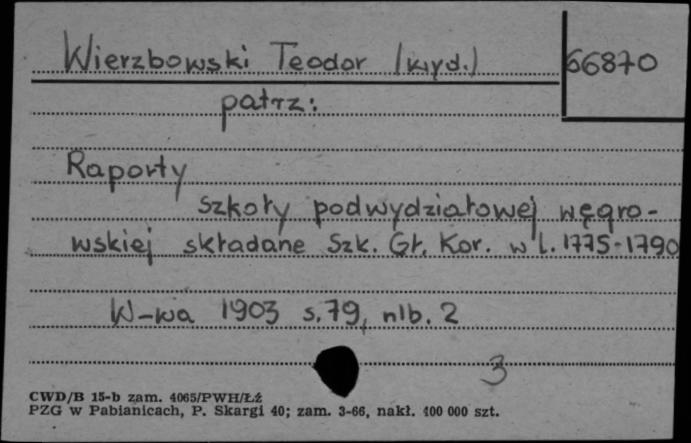 Wierzbowski Teodor (wyd.)
66870
patrz:
Raporty
szkoły podwydziałowej węgro-
wskiej składane Szk. Gł. Kor. w l. 1775-1790
W-wa 1903 s. 79, nlb. 2
3
CWD/B 15-b zam. 4065/PWH/Łź
PZG w Pabianicach, P. Skargi 40; zam. 3-66, nakł. 400 000 szt.